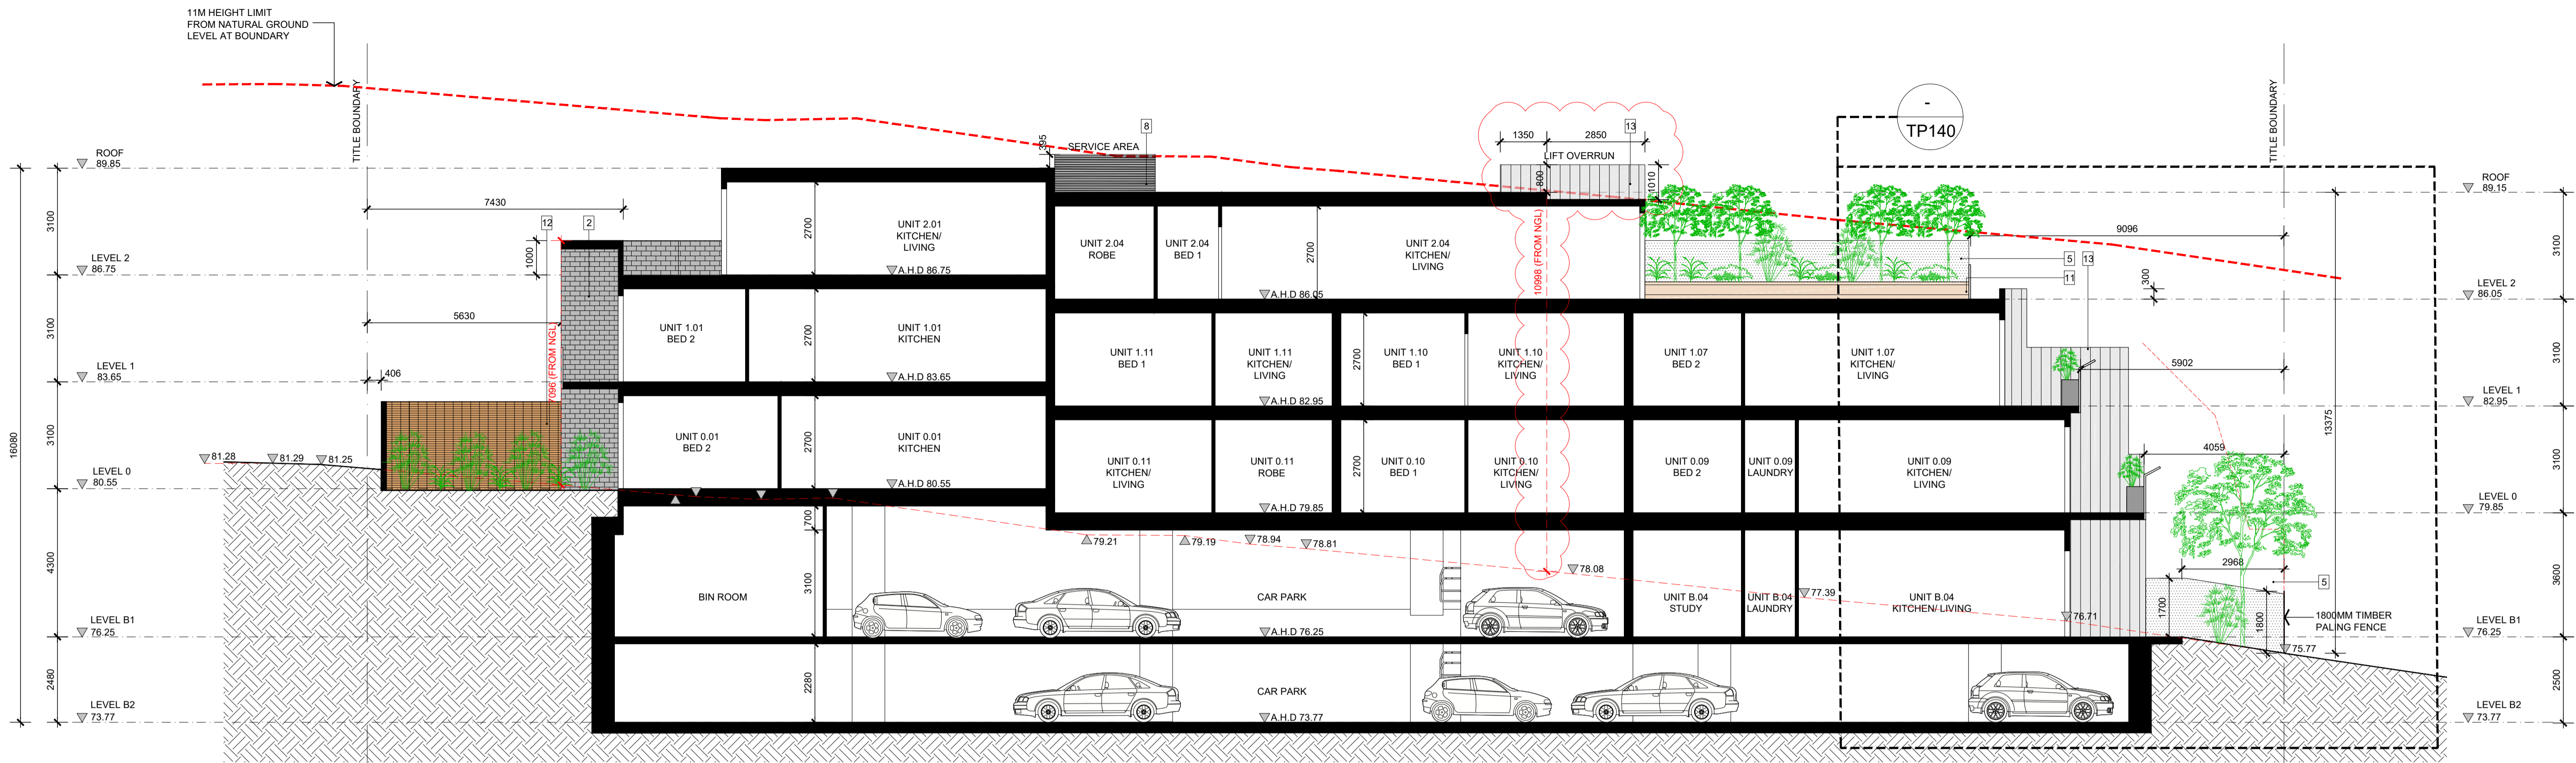 11M HEIGHT LIMIT
FROM NATURAL GROUND
LEVEL AT BOUNDARY
TITLE BOUNDARY
TITLE BOUNDARY
-
TP140
ROOF
89.85
LEVEL 2
86.75
LEVEL 1
83.65
LEVEL 0
80.55
LEVEL B1
76.25
LEVEL B2
73.77
16080
3100
3100
3100
4300
2480
7430
5630
406
1000
12
2
7096 (FROM NGL)
81.28
81.29
81.25
395
SERVICE AREA
8
1350
2850
13
LIFT OVERRUN
800
1010
10998 (FROM NGL)
UNIT 2.01
KITCHEN/
LIVING
2700
A.H.D 86.75
UNIT 2.04
ROBE
UNIT 2.04
BED 1
2700
UNIT 2.04
KITCHEN/
LIVING
A.H.D 86.05
UNIT 1.01
BED 2
2700
UNIT 1.01
KITCHEN
A.H.D 83.65
UNIT 1.11
BED 1
UNIT 1.11
KITCHEN/
LIVING
2700
UNIT 1.10
BED 1
UNIT 1.10
KITCHEN/
LIVING
UNIT 1.07
BED 2
UNIT 1.07
KITCHEN/
LIVING
A.H.D 82.95
UNIT 0.01
BED 2
2700
UNIT 0.01
KITCHEN
A.H.D 80.55
UNIT 0.11
KITCHEN/
LIVING
UNIT 0.11
ROBE
2700
UNIT 0.10
BED 1
UNIT 0.10
KITCHEN/
LIVING
UNIT 0.09
BED 2
UNIT 0.09
LAUNDRY
UNIT 0.09
KITCHEN/
LIVING
A.H.D 79.85
700
79.21
79.19
78.94
78.81
78.08
77.39
76.71
BIN ROOM
3100
CAR PARK
A.H.D 76.25
UNIT B.04
STUDY
UNIT B.04
LAUNDRY
UNIT B.04
KITCHEN/ LIVING
2280
CAR PARK
A.H.D 73.77
9096
5
13
11
300
5902
4059
13375
2968
5
1700
1800
1800MM TIMBER
PALING FENCE
75.77
ROOF
89.15
LEVEL 2
86.05
LEVEL 1
82.95
LEVEL 0
79.85
LEVEL B1
76.25
LEVEL B2
73.77
3100
3100
3100
3600
2500